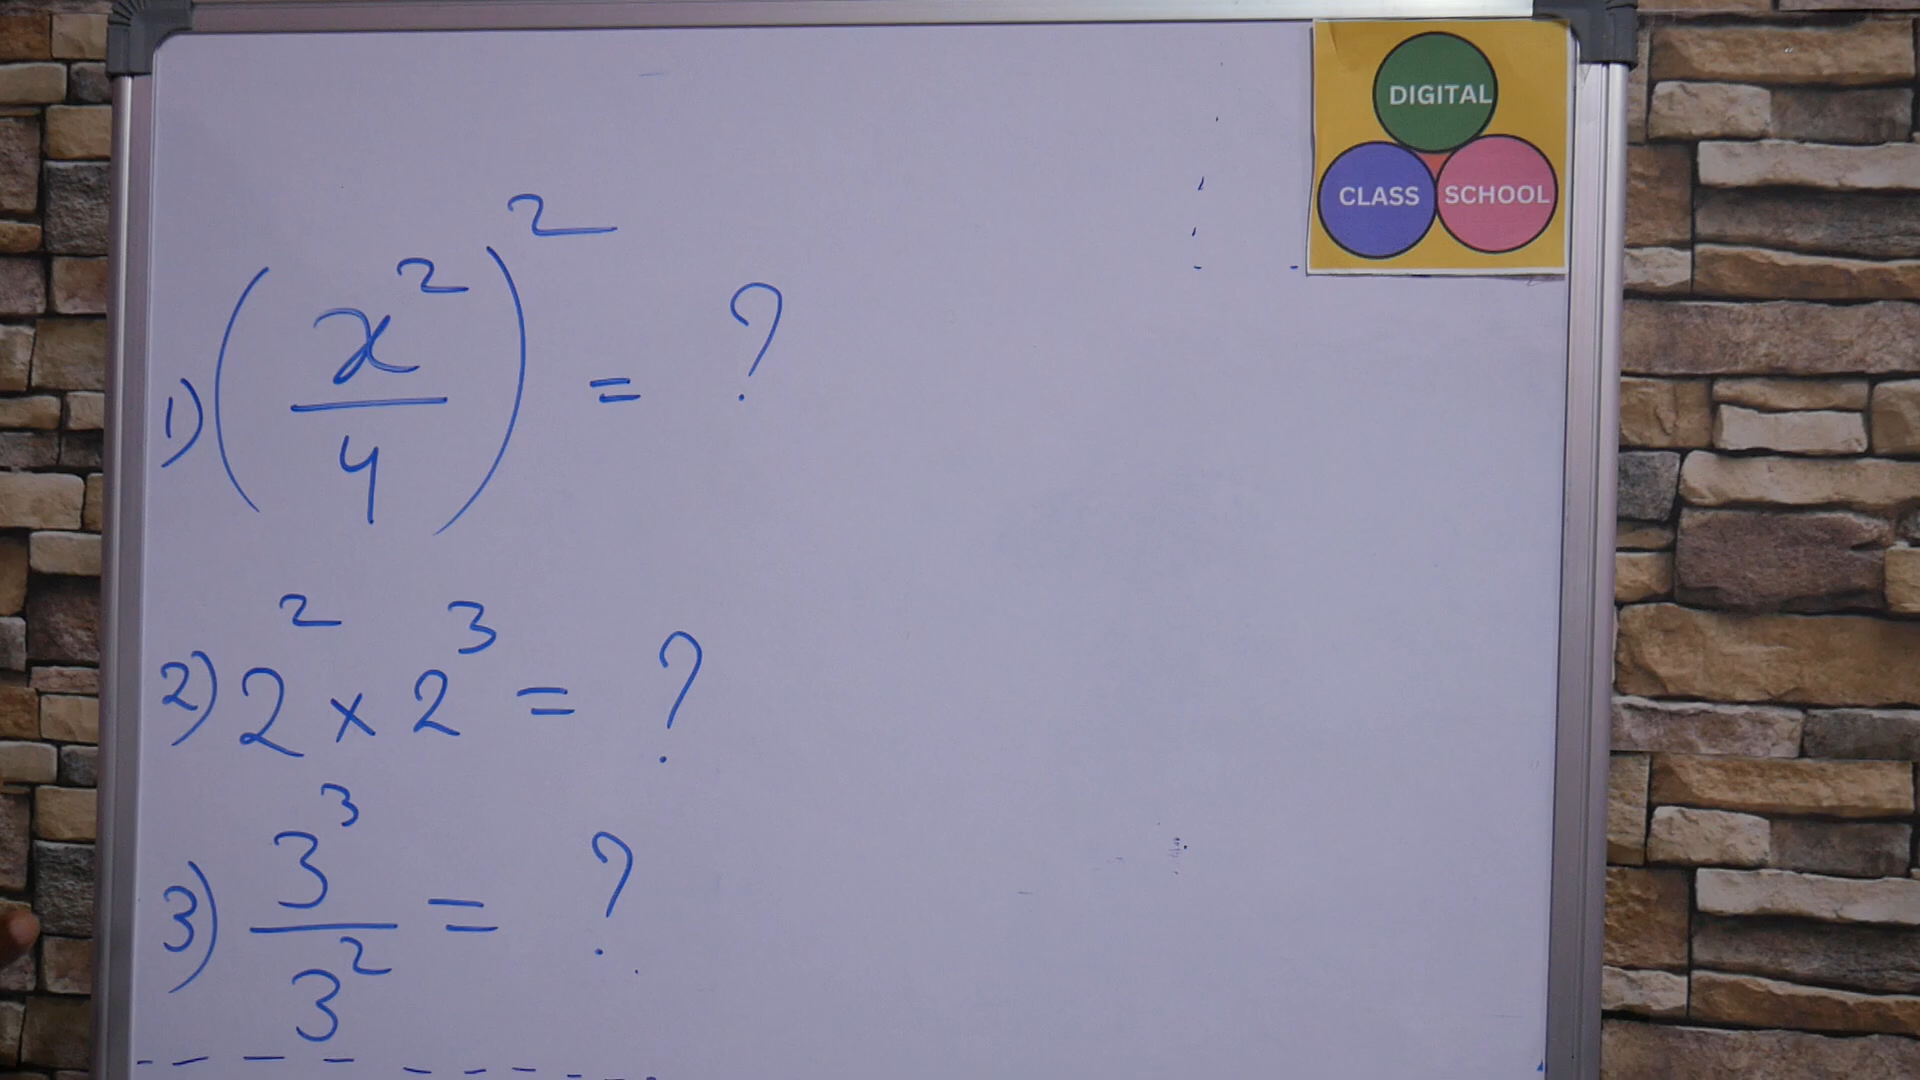 DIGITAL
CLASS SCHOOL
1) (x²/4)² = ?
2) 2² × 2³ = ?
3) 3³/3² = ?